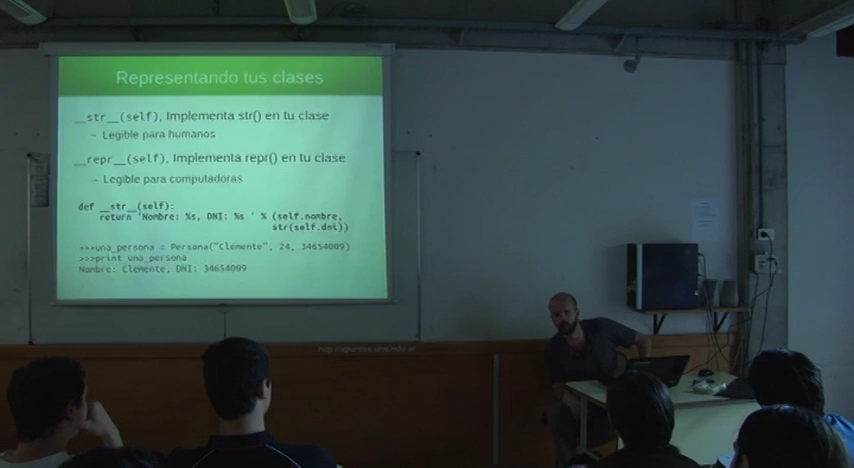 Representando tus clases
__str__(self), Implementa str() en tu clase
– Legible para humanos
__repr__(self), Implementa repr() en tu clase
– Legible para computadoras
def __str__(self):
return 'Nombre: %s, DNI: %s ' % (self.nombre,
str(self.dni))
>>>una_persona = Persona("Clemente", 24, 34654009)
>>>print una_persona
Nombre: Clemente, DNI: 34654009